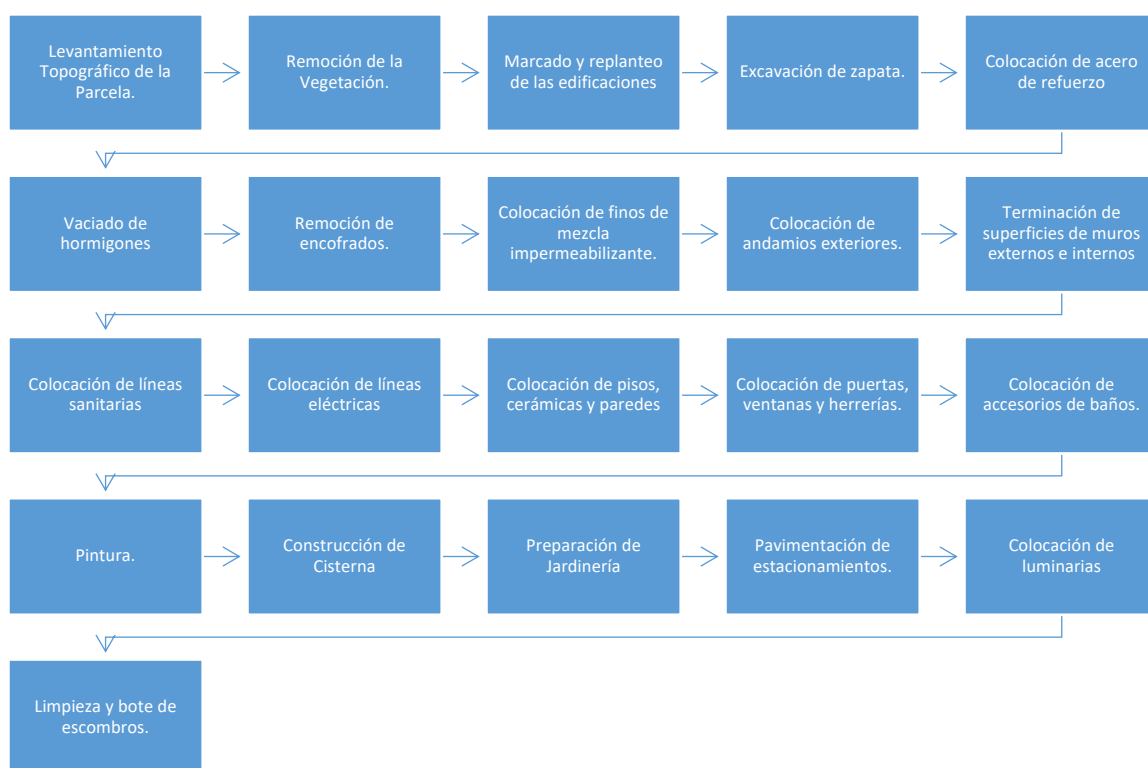 Levantamiento
Topográfico de la
Parcela.
Remoción de la
Vegetación.
Marcado y replanteo
de las edificaciones
Excavación de zapata.
Colocación de acero
de refuerzo
Vaciado de
hormigones
Remoción de
encofrados.
Colocación de finos de
mezcla
impermeabilizante.
Colocación de
andamios exteriores.
Terminación de
superficies de muros
externos e internos
Colocación de líneas
sanitarias
Colocación de líneas
eléctricas
Colocación de pisos,
cerámicas y paredes
Colocación de puertas,
ventanas y herrerías.
Colocación de
accesorios de baños.
Pintura.
Construcción de
Cisterna
Preparación de
Jardinería
Pavimentación de
estacionamientos.
Colocación de
luminarias
Limpieza y bote de
escombros.